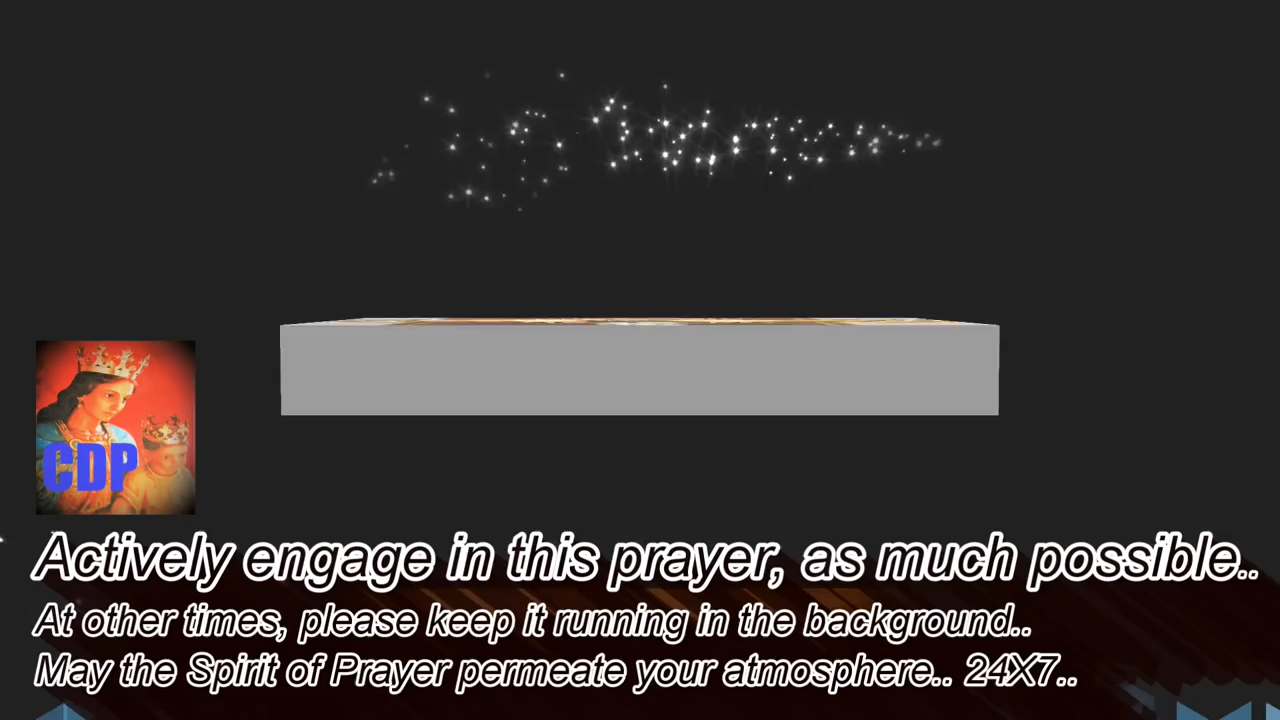 CDP
Actively engage in this prayer, as much possible..
At other times, please keep it running in the background..
May the Spirit of Prayer permeate your atmosphere.. 24X7..